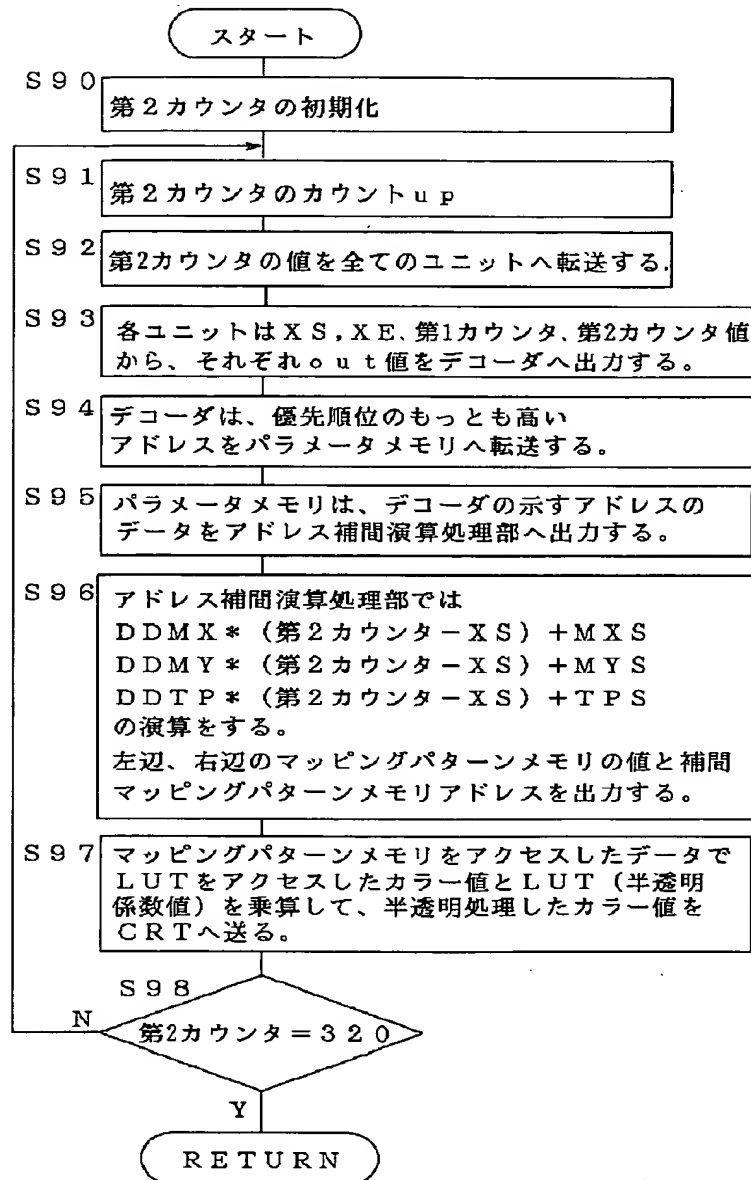 スタート
S90
第2カウンタの初期化
S91
第2カウンタのカウントup
S92
第2カウンタの値を全てのユニットへ転送する.
S93
各ユニットはXS,XE、第1カウンタ、第2カウンタ値
から、それぞれout値をデコーダへ出力する。
S94
デコーダは、優先順位のもっとも高い
アドレスをパラメータメモリへ転送する。
S95
パラメータメモリは、デコーダの示すアドレスの
データをアドレス補間演算処理部へ出力する。
S96
アドレス補間演算処理部では
DDMX*(第2カウンタ-XS)+MXS
DDMY*(第2カウンタ-XS)+MYS
DDTP*(第2カウンタ-XS)+TPS
の演算をする。
左辺、右辺のマッピングパターンメモリの値と補間
マッピングパターンメモリアドレスを出力する。
S97
マッピングパターンメモリをアクセスしたデータで
LUTをアクセスしたカラー値とLUT(半透明
係数値)を乗算して、半透明処理したカラー値を
CRTへ送る。
S98
N
第2カウンタ=320
Y
RETURN